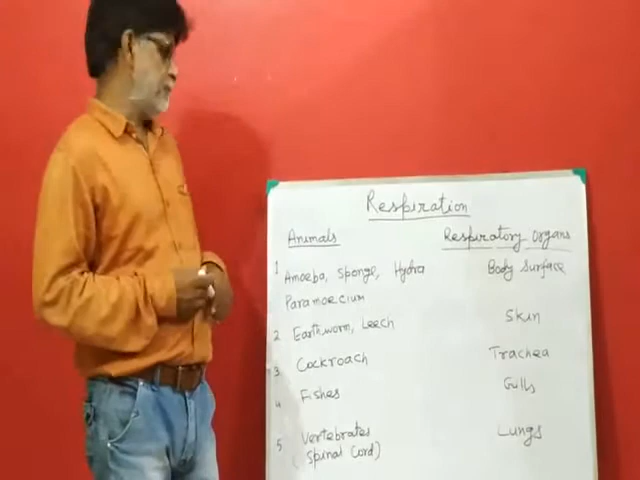 Respiration
Animals Respiratory Organs
1 Amoeba, Sponge, Hydra Body Surface
Paramoecium
2 Earthworm, Leech Skin
3 Cockroach Trachea
4 Fishes Gills
5 Vertebrates Lungs
(Spinal Cord)